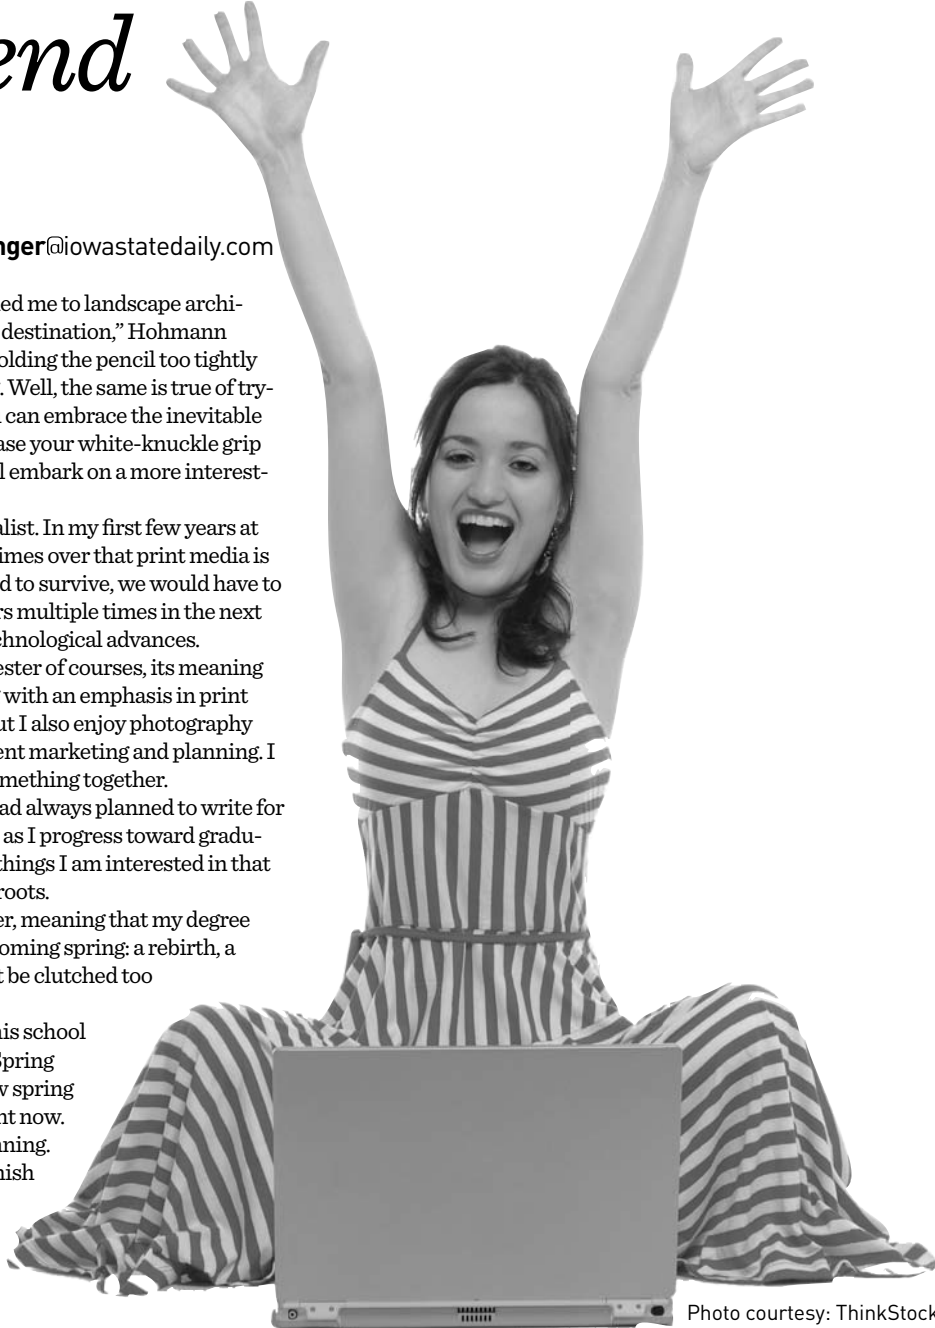 end
nger@iowastatedaily.com
ed me to landscape archi-
destination,” Hohmann
olding the pencil too tightly
. Well, the same is true of try-
can embrace the inevitable
ase your white-knuckle grip
l embark on a more interest-
alist. In my first few years at
imes over that print media is
d to survive, we would have to
rs multiple times in the next
chnological advances.
ester of courses, its meaning
with an emphasis in print
ut I also enjoy photography
ent marketing and planning. I
mething together.
ad always planned to write for
as I progress toward gradu-
things I am interested in that
roots.
er, meaning that my degree
oming spring: a rebirth, a
t be clutched too
his school
Spring
w spring
nt now.
nning.
nish
Photo courtesy: ThinkStock